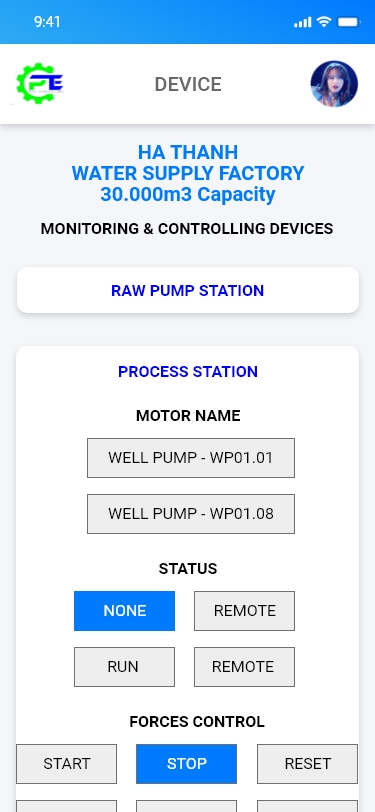 9:41
DEVICE
HA THANH
WATER SUPPLY FACTORY
30.000m3 Capacity
MONITORING & CONTROLLING DEVICES
RAW PUMP STATION
PROCESS STATION
MOTOR NAME
WELL PUMP - WP01.01
WELL PUMP - WP01.08
STATUS
NONE REMOTE
RUN REMOTE
FORCES CONTROL
START STOP RESET